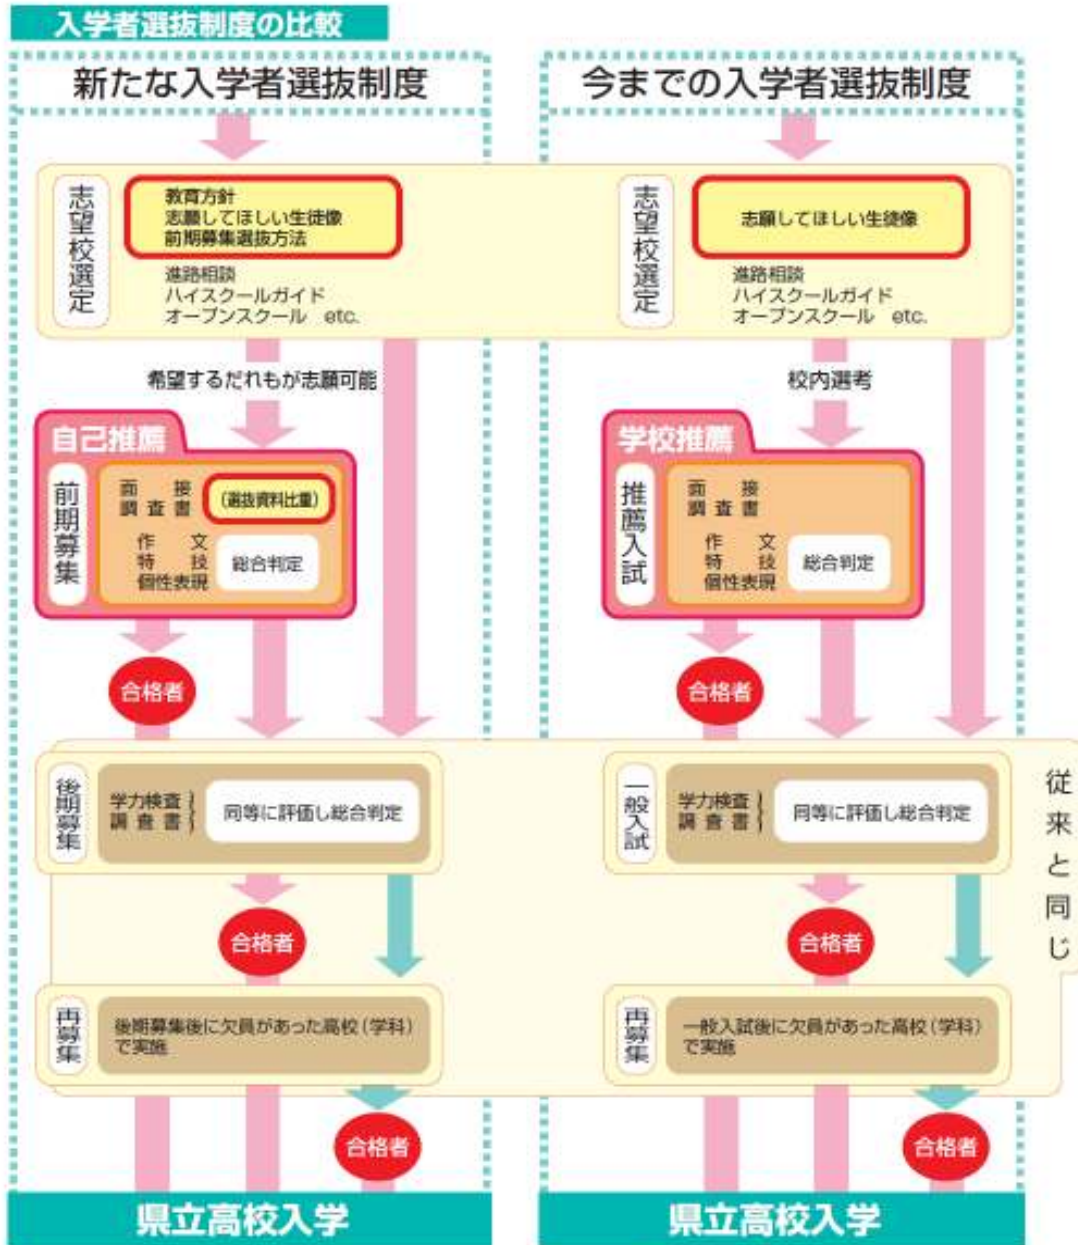 入学者選抜制度の比較
新たな入学者選抜制度
志望校選定
教育方針
志願してほしい生徒像
前期募集選抜方法
進路相談
ハイスクールガイド
オープンスクール etc.
希望するだれもが志願可能
自己推薦
前期募集
面接
調査書
(選抜資料比重)
作文
特技
個性表現
総合判定
合格者
後期募集
学力検査
調査書
同等に評価し総合判定
合格者
再募集
後期募集後に欠員があった高校(学科)
で実施
合格者
県立高校入学
今までの入学者選抜制度
志望校選定
志願してほしい生徒像
進路相談
ハイスクールガイド
オープンスクール etc.
校内選考
学校推薦
推薦入試
面接
調査書
作文
特技
個性表現
総合判定
合格者
一般入試
学力検査
調査書
同等に評価し総合判定
合格者
再募集
一般入試後に欠員があった高校(学科)
で実施
合格者
県立高校入学
従来と同じ